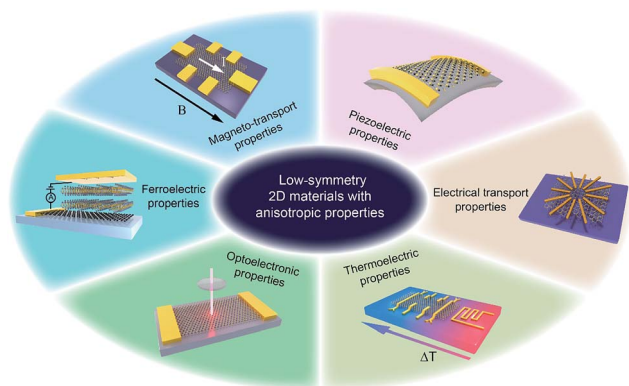 I
B
Magneto-transport
properties
Piezoelectric
properties
Ferroelectric
properties
A
Low-symmetry
2D materials with
anisotropic properties
Electrical transport
properties
Optoelectronic
properties
Thermoelectric
properties
ΔT